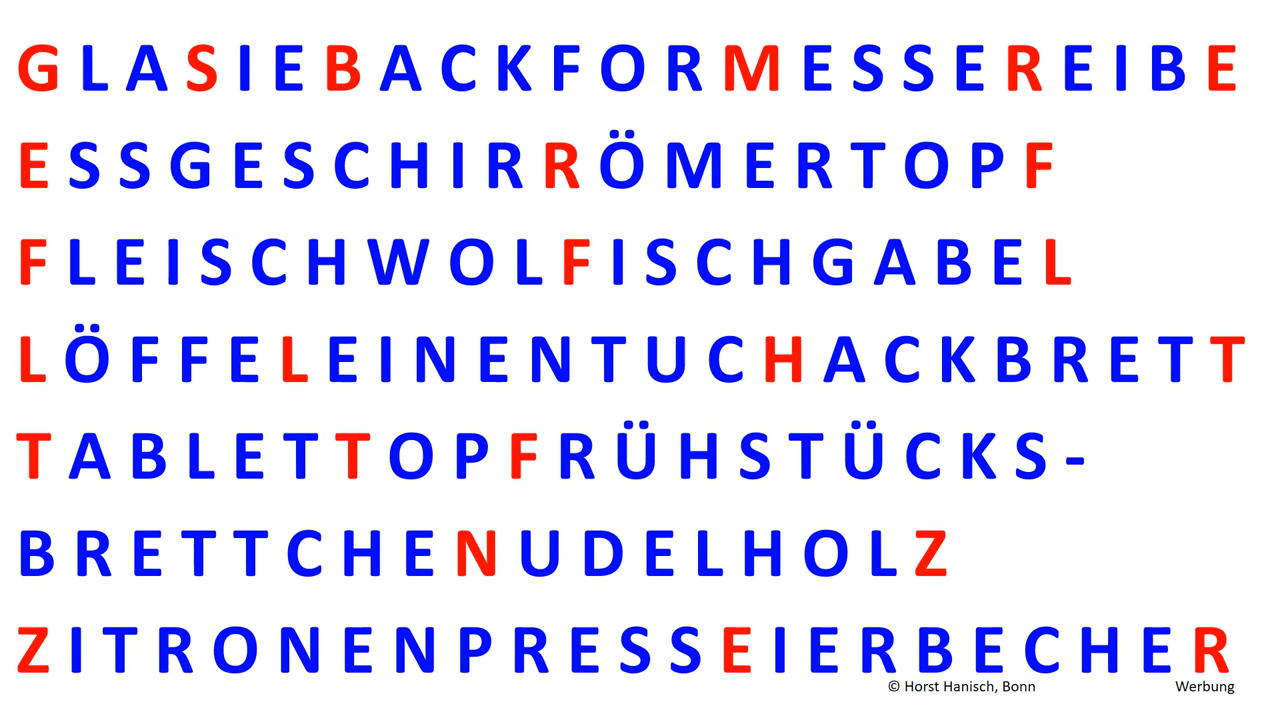 GLASIEBACKFORMESSEREIBE
ESSGESCHIRRÖMERTOPF
FLEISCHWOLFISCHGABEL
LÖFFELEINENTUCHACKBRETT
TABLETTOPFRÜHSTÜCKS-
BRETTCHENUDELHOLZ
ZITRONENPRESSEIERBECHER
© Horst Hanisch, Bonn Werbung